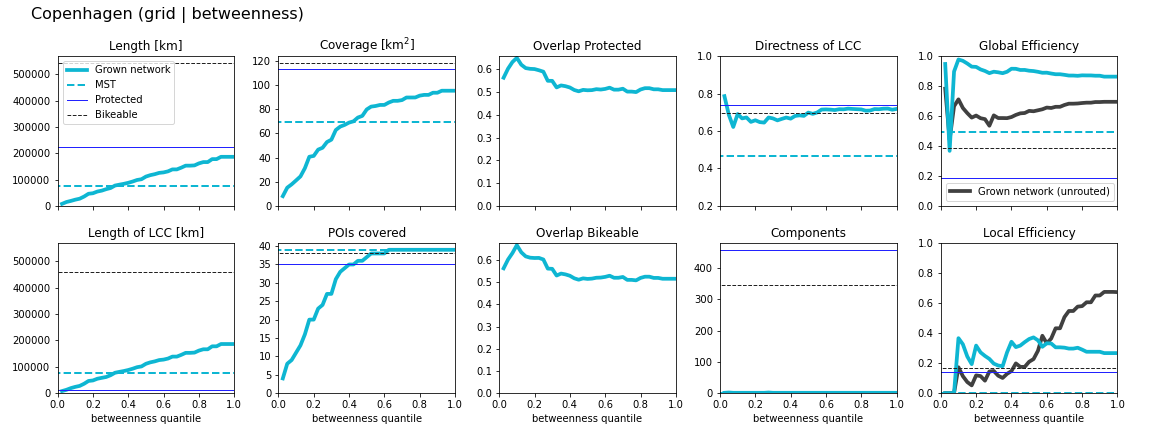 Copenhagen (grid | betweenness)
Length [km]
Coverage [km²]
Overlap Protected
Directness of LCC
Global Efficiency
500000
400000
300000
200000
100000
0
Grown network
MST
Protected
Bikeable
120
100
80
60
40
20
0
0.6
0.5
0.4
0.3
0.2
0.1
0.0
1.0
0.8
0.6
0.4
0.2
1.0
0.8
0.6
0.4
0.2
0.0
Grown network (unrouted)
Length of LCC [km]
POIs covered
Overlap Bikeable
Components
Local Efficiency
500000
400000
300000
200000
100000
0
0.0 0.2 0.4 0.6 0.8 1.0
betweenness quantile
40
35
30
25
20
15
10
5
0
0.0 0.2 0.4 0.6 0.8 1.0
betweenness quantile
0.6
0.5
0.4
0.3
0.2
0.1
0.0
0.0 0.2 0.4 0.6 0.8 1.0
betweenness quantile
400
300
200
100
0
0.0 0.2 0.4 0.6 0.8 1.0
betweenness quantile
1.0
0.8
0.6
0.4
0.2
0.0
0.0 0.2 0.4 0.6 0.8 1.0
betweenness quantile